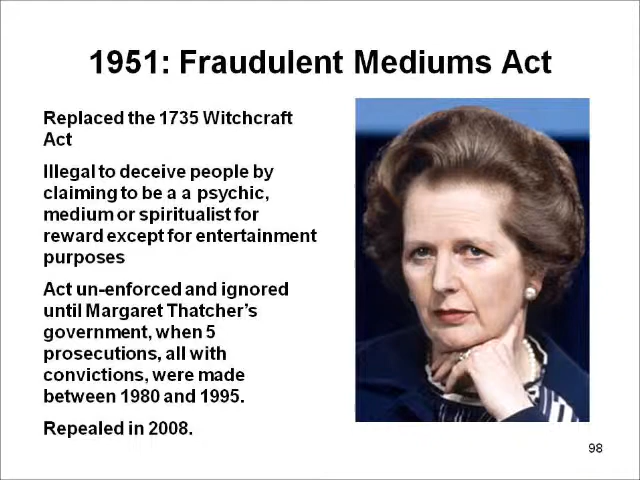 1951: Fraudulent Mediums Act
Replaced the 1735 Witchcraft
Act
Illegal to deceive people by
claiming to be a a psychic,
medium or spiritualist for
reward except for entertainment
purposes
Act un-enforced and ignored
until Margaret Thatcher's
government, when 5
prosecutions, all with
convictions, were made
between 1980 and 1995.
Repealed in 2008.
98